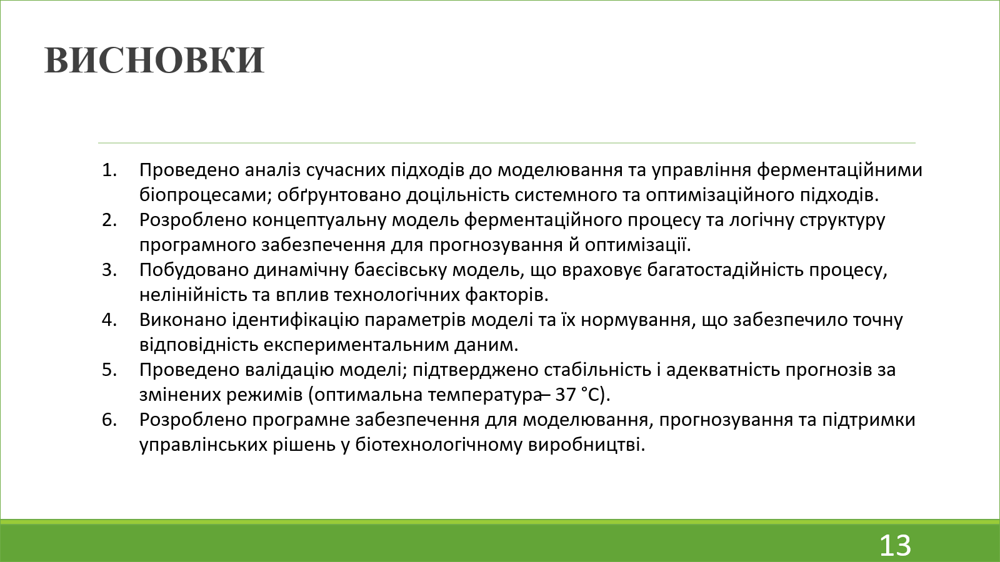 ВИСНОВКИ
1. Проведено аналіз сучасних підходів до моделювання та управління ферментаційними
біопроцесами; обґрунтовано доцільність системного та оптимізаційного підходів.
2. Розроблено концептуальну модель ферментаційного процесу та логічну структуру
програмного забезпечення для прогнозування й оптимізації.
3. Побудовано динамічну баєсівську модель, що враховує багатостадійність процесу,
нелінійність та вплив технологічних факторів.
4. Виконано ідентифікацію параметрів моделі та їх нормування, що забезпечило точну
відповідність експериментальним даним.
5. Проведено валідацію моделі; підтверджено стабільність і адекватність прогнозів за
змінених режимів (оптимальна температура– 37 °C).
6. Розроблено програмне забезпечення для моделювання, прогнозування та підтримки
управлінських рішень у біотехнологічному виробництві.
13